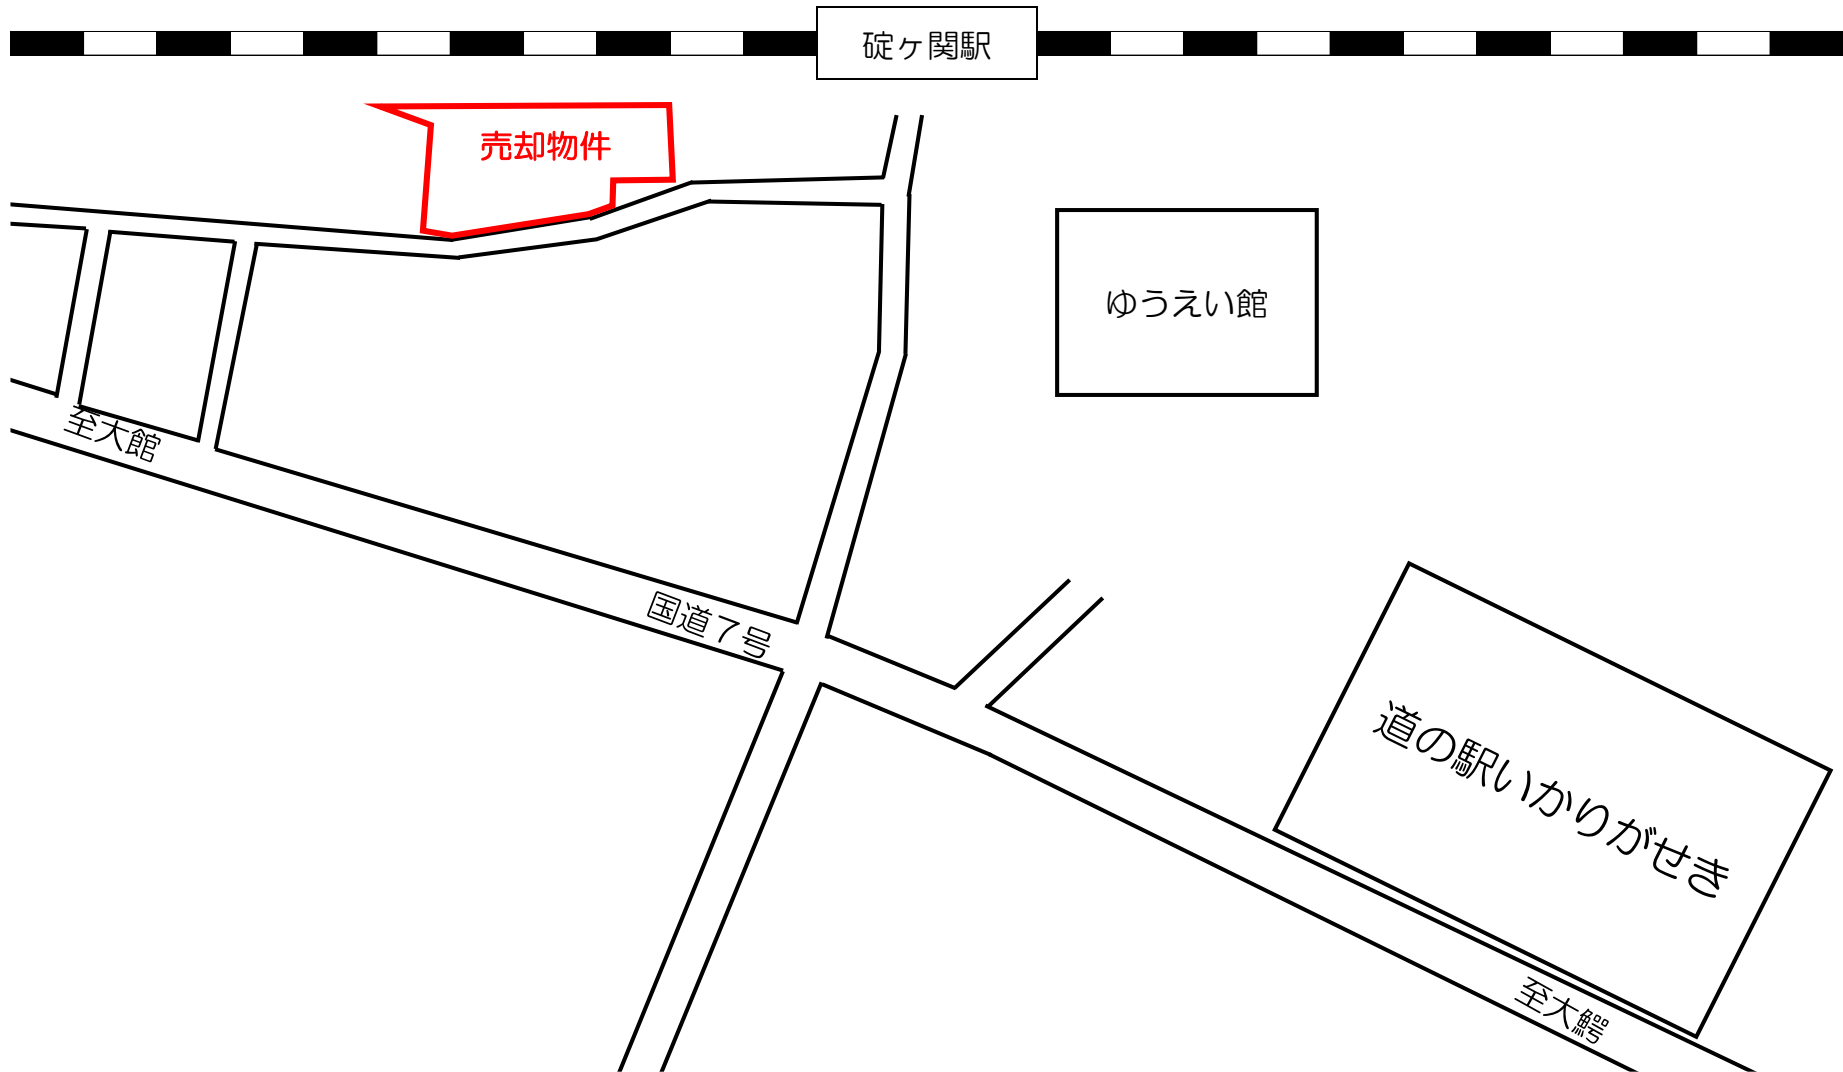 碇ヶ関駅
売却物件
ゆうえい館
至大館
国道７号
道の駅いかりがせき
至大鰐